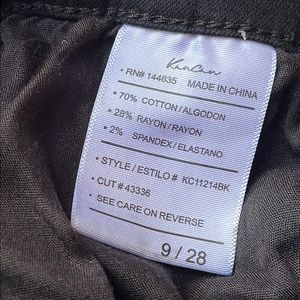 KanCan
• RN# 144635 MADE IN CHINA
• 70% COTTON/ALGODON
• 28% RAYON/RAYON
• 2% SPANDEX/ELASTANO
• STYLE / ESTILO # KC11214BK
• CUT # 43336
• SEE CARE ON REVERSE
9 / 28